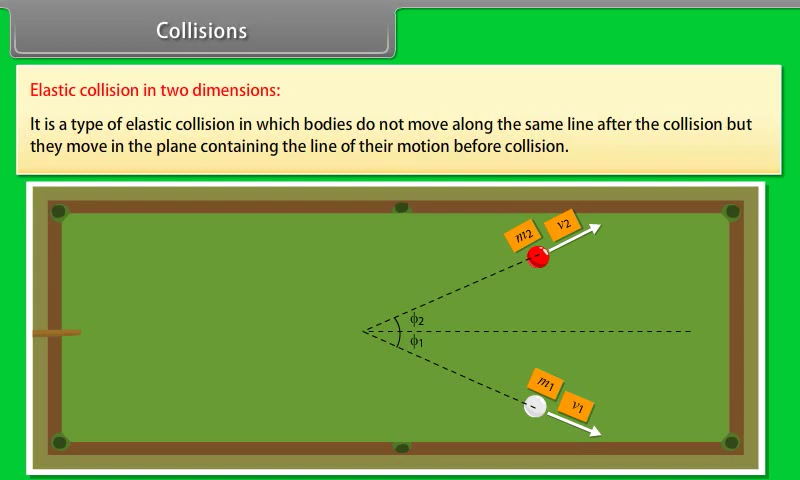 Collisions
Elastic collision in two dimensions:
It is a type of elastic collision in which bodies do not move along the same line after the collision but
they move in the plane containing the line of their motion before collision.
m₂ v₂
ϕ₂
ϕ₁
m₁ v₁